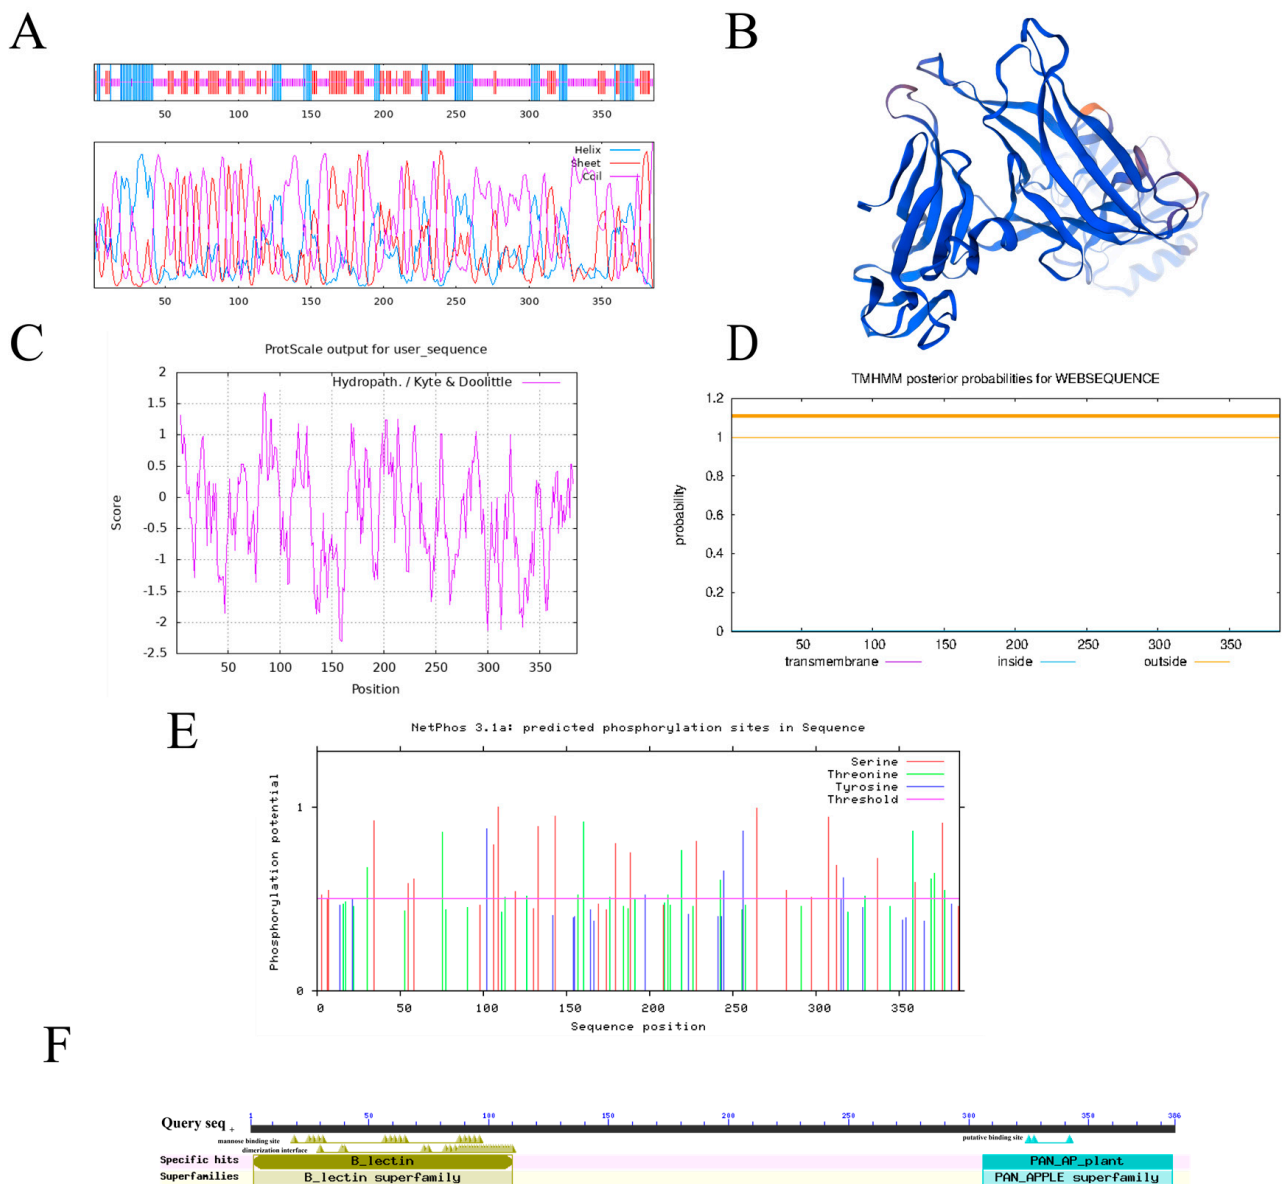 A
50 100 150 200 250 300 350
Helix
Sheet
Coil
50 100 150 200 250 300 350
B
C
ProtScale output for user_sequence
Hydropath. / Kyte & Doolittle
2
1.5
1
0.5
0
-0.5
-1
-1.5
-2
-2.5
Score
50 100 150 200 250 300 350
Position
D
TMHMM posterior probabilities for WEBSEQUENCE
1.2
1
0.8
0.6
0.4
0.2
0
probability
50 100 150 200 250 300 350
transmembrane inside outside
E
NetPhos 3.1a: predicted phosphorylation sites in Sequence
Serine
Threonine
Tyrosine
Threshold
1
0
Phosphorylation potential
0 50 100 150 200 250 300 350
Sequence position
F
Query seq +
1 50 100 150 200 250 300 350 386
mannose binding site
putative binding site
dimerization interface
Specific hits B_lectin PAN_AP_plant
Superfamilies B_lectin superfamily PAN_APPLE superfamily